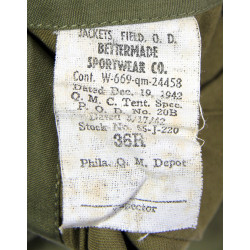 JACKETS, FIELD, O. D.
BETTERMADE
SPORTWEAR CO.
Cont. W-669-qm-24458
Dated Dec. 19, 1942
Q. M. C. Tent. Spec.
P. Q. D. No. 20B
Dated 8/17/42
Stock No. 55-J-220
36R
Phila. Q. M. Depot